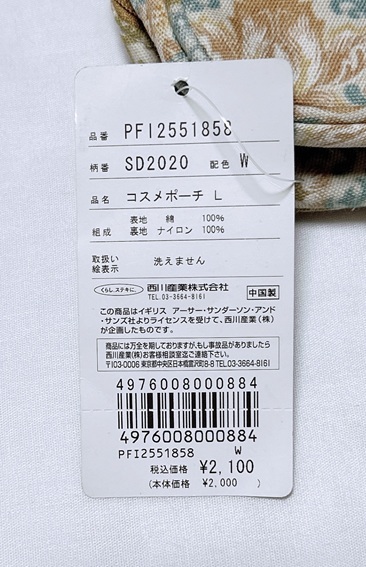 品番 PFI2551858
柄番 SD2020 配色 W
品名 コスメポーチ L
組成 表地 綿 100%
裏地 ナイロン 100%
取扱い 洗えません
絵表示
くらし、ステキに。 西川産業株式会社 中国製
TEL.03-3664-8161
この商品はイギリス アーサー・サンダーソン・アンド
・サンズ社よりライセンスを受けて、西川産業(株)
が企画したものです。
商品には万全を期しておりますが、もし事故品がありましたら
西川産業(株)お客様相談室迄ご連絡下さい。
〒103-0006 東京都中央区日本橋富沢町8-8 TEL.03-3664-8161
4976008000884
4976008000884
PFI2551858 W
税込価格 ¥2,100
(本体価格 ¥2,000 )